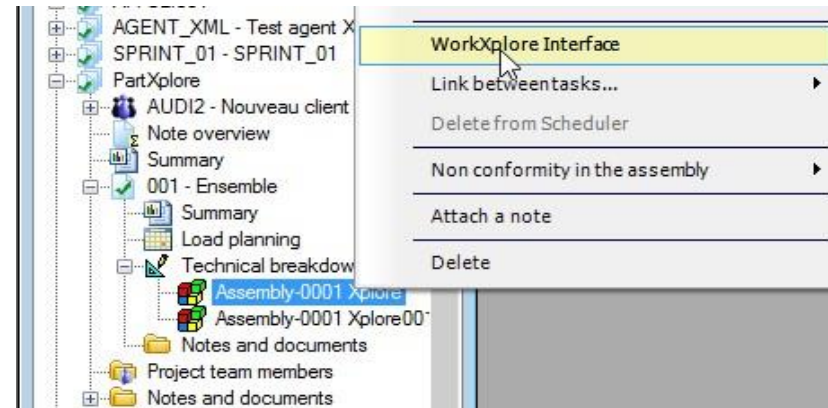 AGENT_XML - Test agent X
SPRINT_01 - SPRINT_01
PartXplore
AUDI2 - Nouveau client
Note overview
Summary
001 - Ensemble
Summary
Load planning
Technical breakdow
Assembly-0001 Xplore
Assembly-0001 Xplore001
Notes and documents
Project team members
Notes and documents
WorkXplore Interface
Link between tasks...
Delete from Scheduler
Non conformity in the assembly
Attach a note
Delete